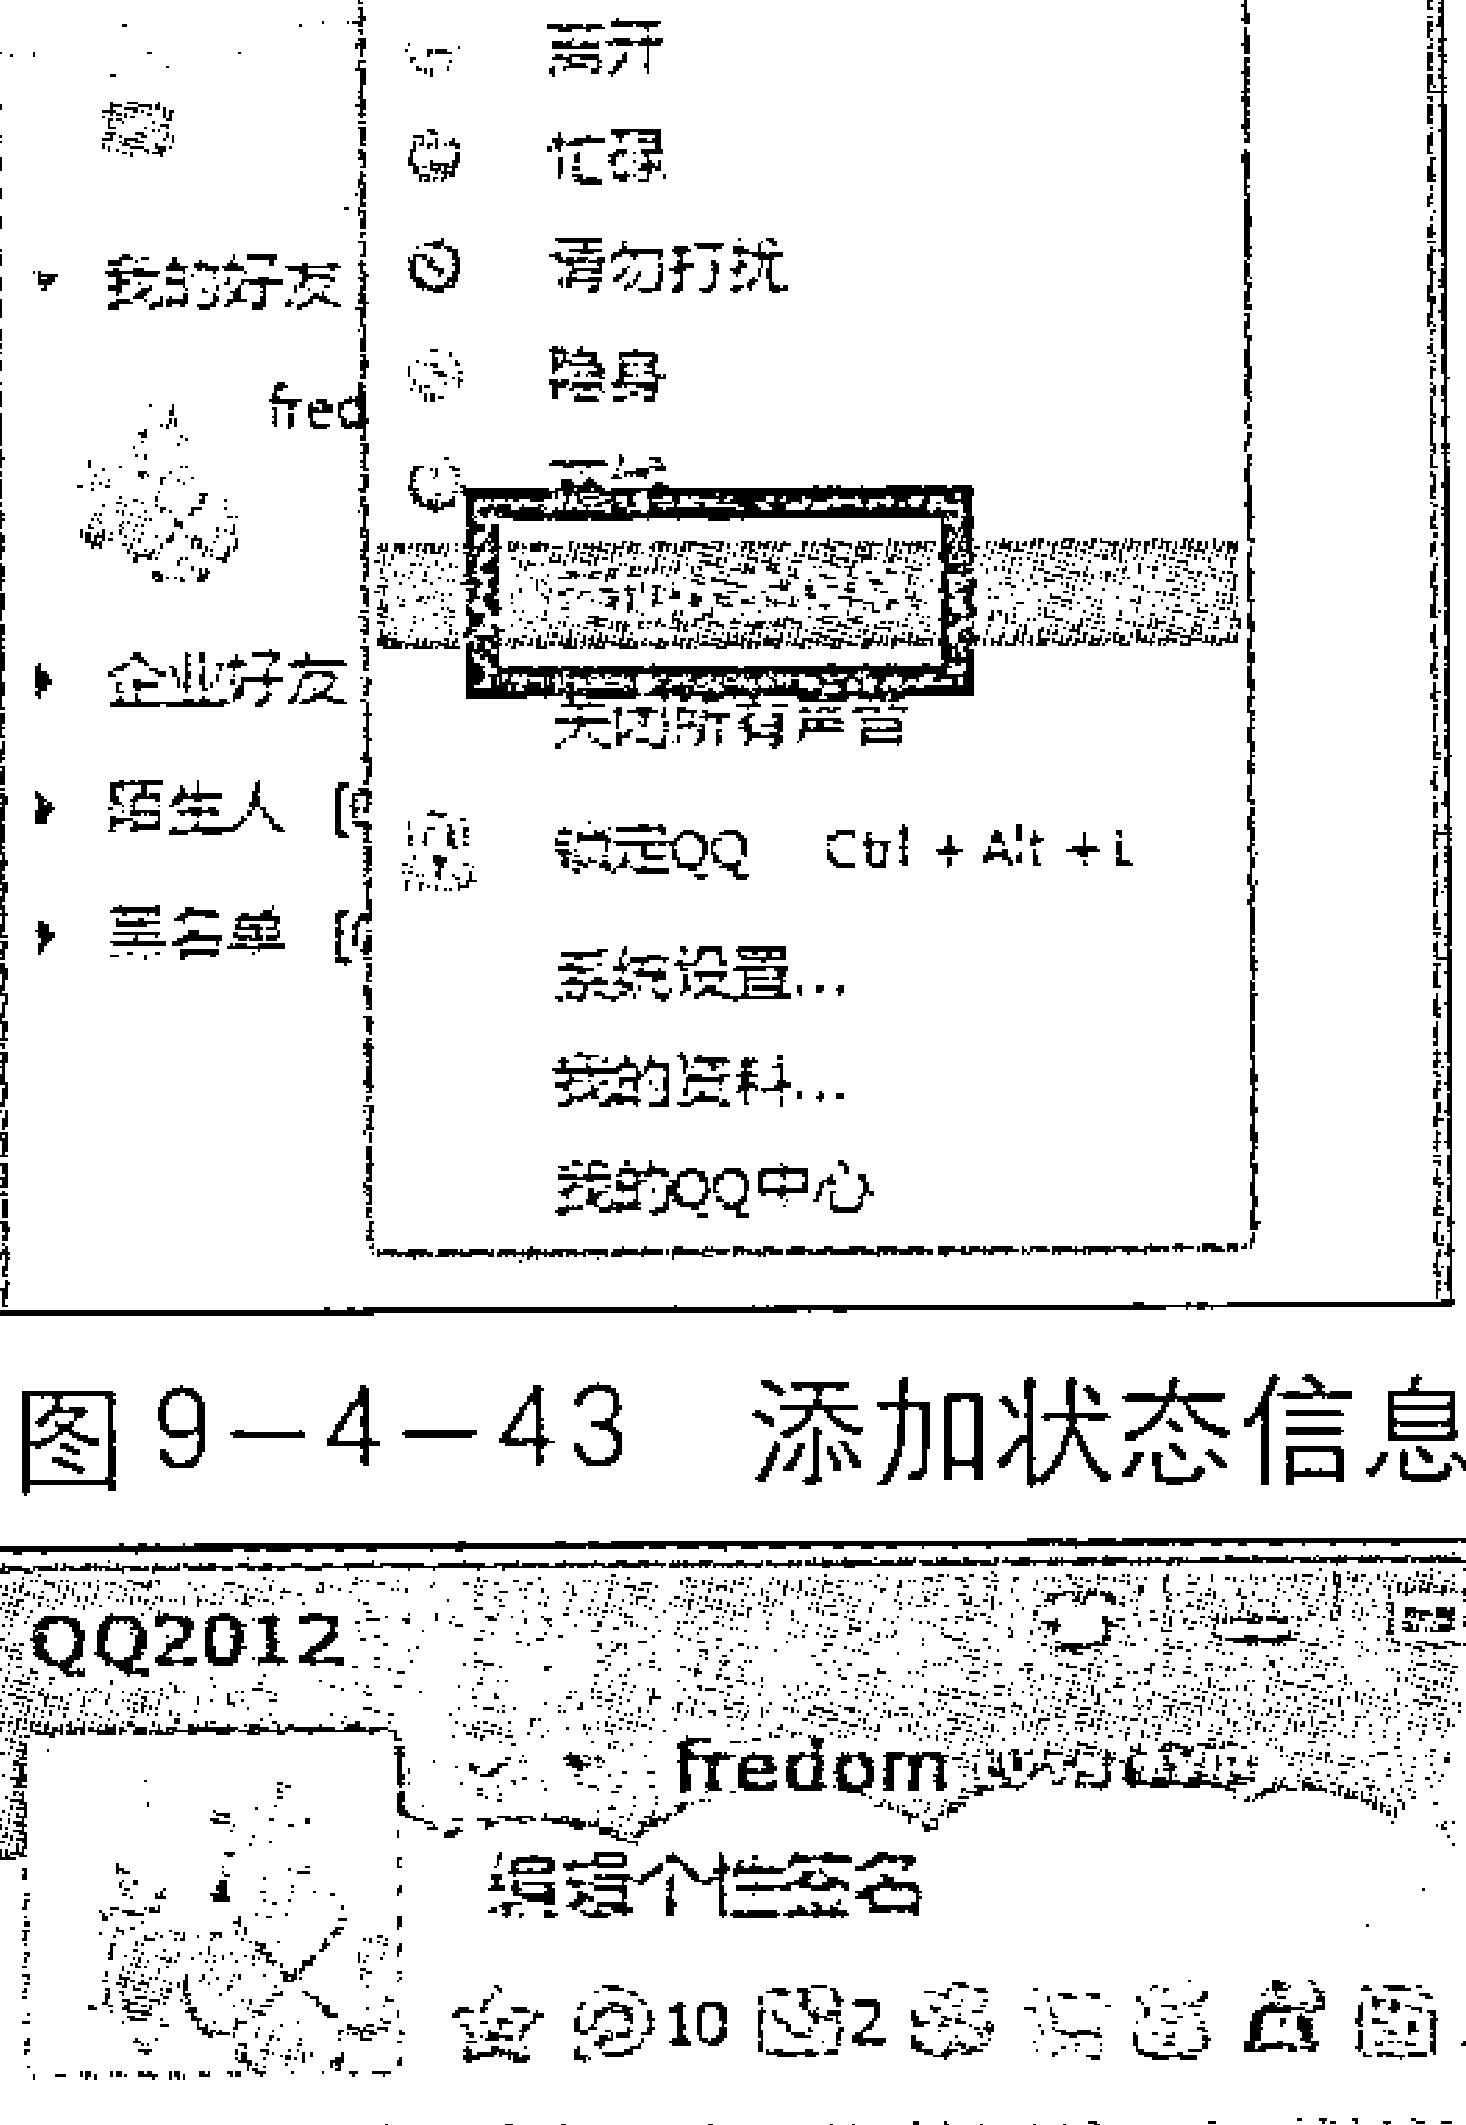 离开
忙碌
请勿打扰
我的好友
隐身
fred
企业好友
关闭所有声音
陌生人 [
锁定QQ Ctrl + Alt + L
黑名单 [
系统设置...
我的资料...
我的QQ中心
图9-4-43 添加状态信息
QQ2012
fredom
编辑个性签名
10 2